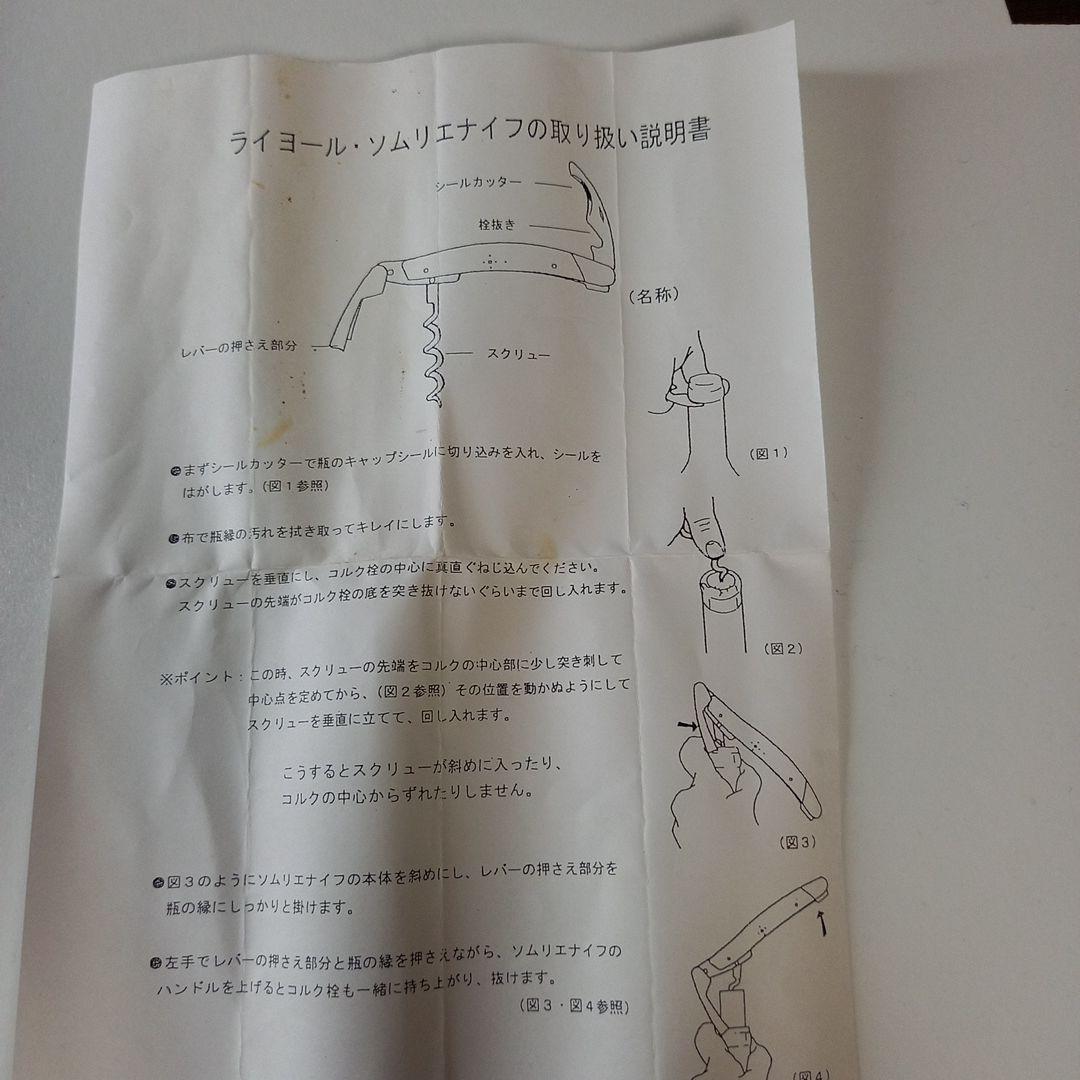 ライヨール・ソムリエナイフの取り扱い説明書
シールカッター
栓抜き
(名称)
レバーの押さえ部分
スクリュー
(図1)
まずシールカッターで瓶のキャップシールに切り込みを入れ、シールを
はがします。(図1参照)
布で瓶縁の汚れを拭き取ってキレイにします。
スクリューを垂直にし、コルク栓の中心に真直ぐねじ込んでください。
スクリューの先端がコルク栓の底を突き抜けないぐらいまで回し入れます。
(図2)
※ポイント:この時、スクリューの先端をコルクの中心部に少し突き刺して
中心点を定めてから、(図2参照)その位置を動かぬようにして
スクリューを垂直に立てて、回し入れます。
こうするとスクリューが斜めに入ったり、
コルクの中心からずれたりしません。
(図3)
図3のようにソムリエナイフの本体を斜めにし、レバーの押さえ部分を
瓶の縁にしっかりと掛けます。
左手でレバーの押さえ部分と瓶の縁を押さえながら、ソムリエナイフの
ハンドルを上げるとコルク栓も一緒に持ち上がり、抜けます。
(図3・図4参照)
(図4)